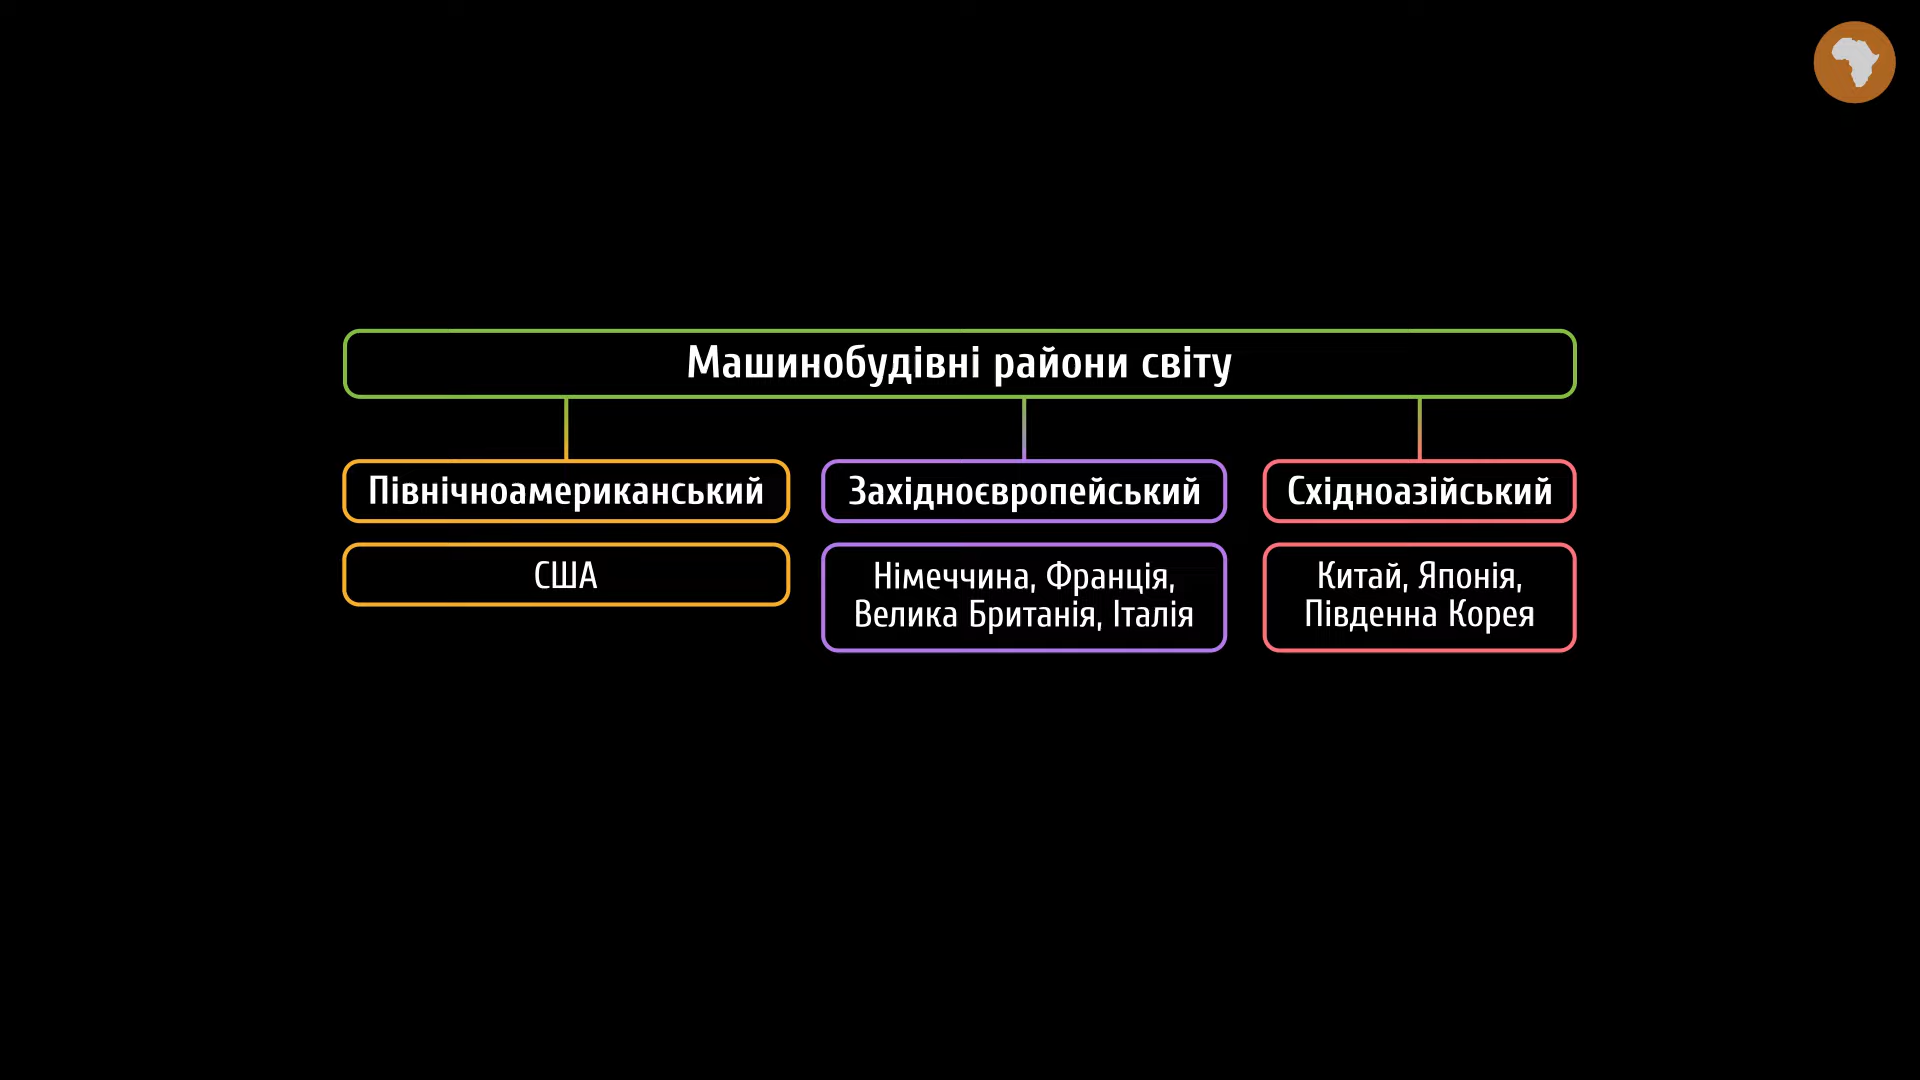 Машинобудівні райони світу
Північноамериканський
США
Західноєвропейський
Німеччина, Франція,
Велика Британія, Італія
Східноазійський
Китай, Японія,
Південна Корея